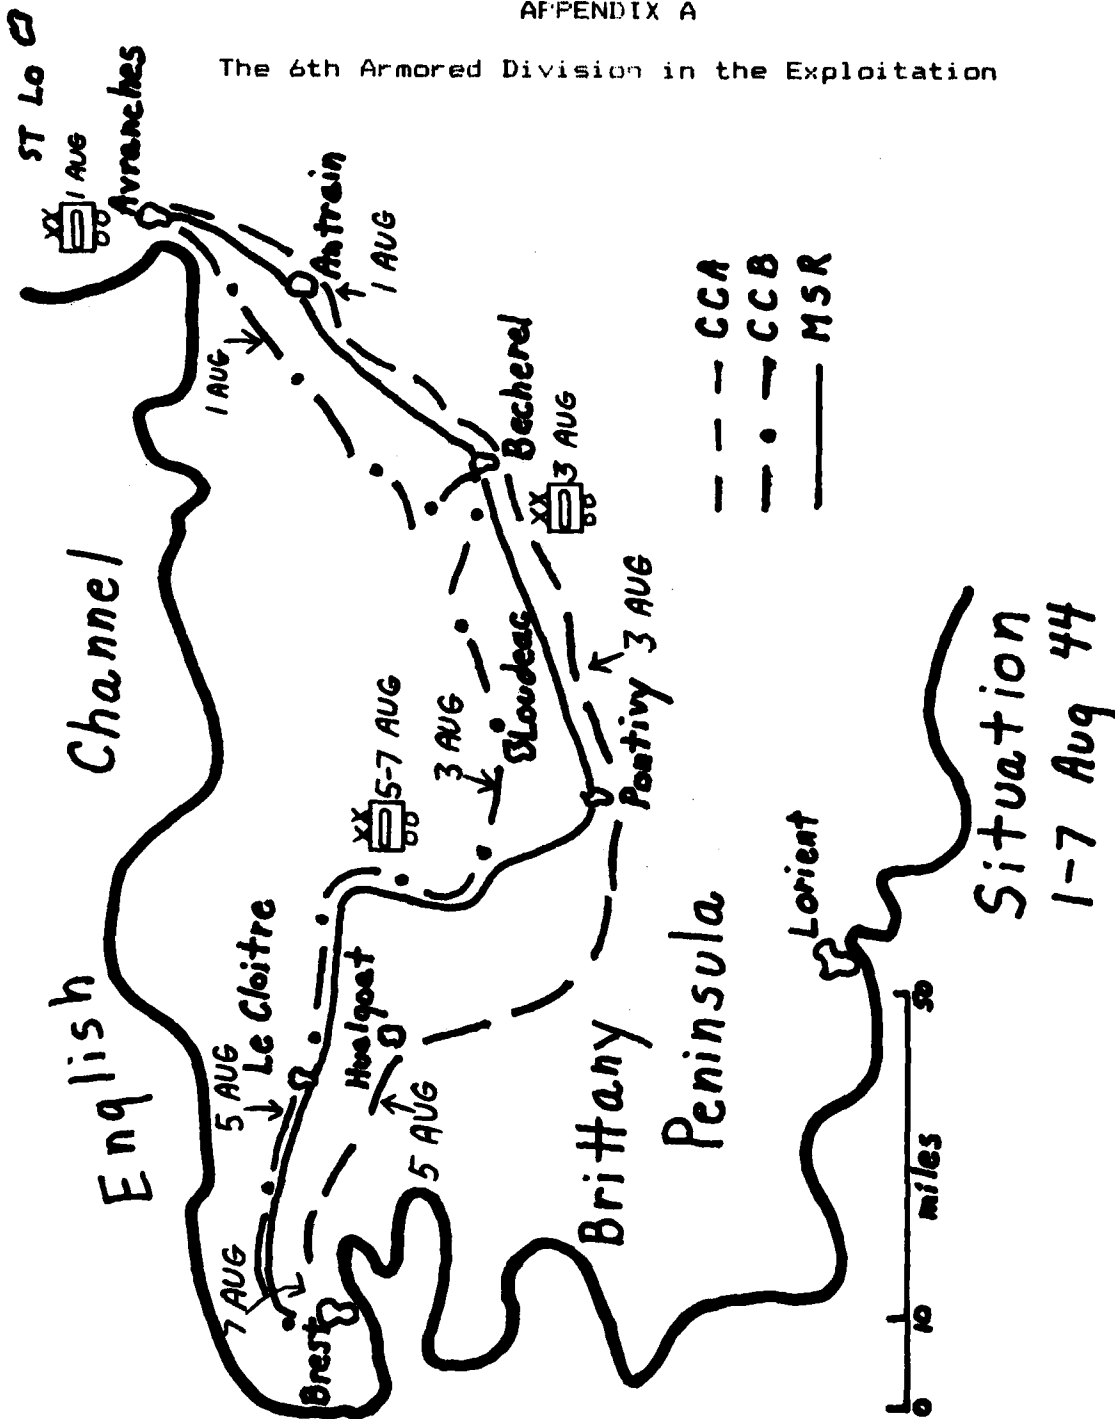 APPENDIX A
The 6th Armored Division in the Exploitation
ST LO
XX
1 AUG
Avranches
Antrain
1 AUG
1 AUG
Becherel
XX
3 AUG
English Channel
3 AUG
Loudeac
3 AUG
Pontivy
XX
5-7 AUG
Le Cloitre
5 AUG
Huelgoat
5 AUG
7 AUG
Brest
Brittany
Peninsula
Lorient
CCA
CCB
MSR
0 10 50
miles
Situation
1-7 Aug 44